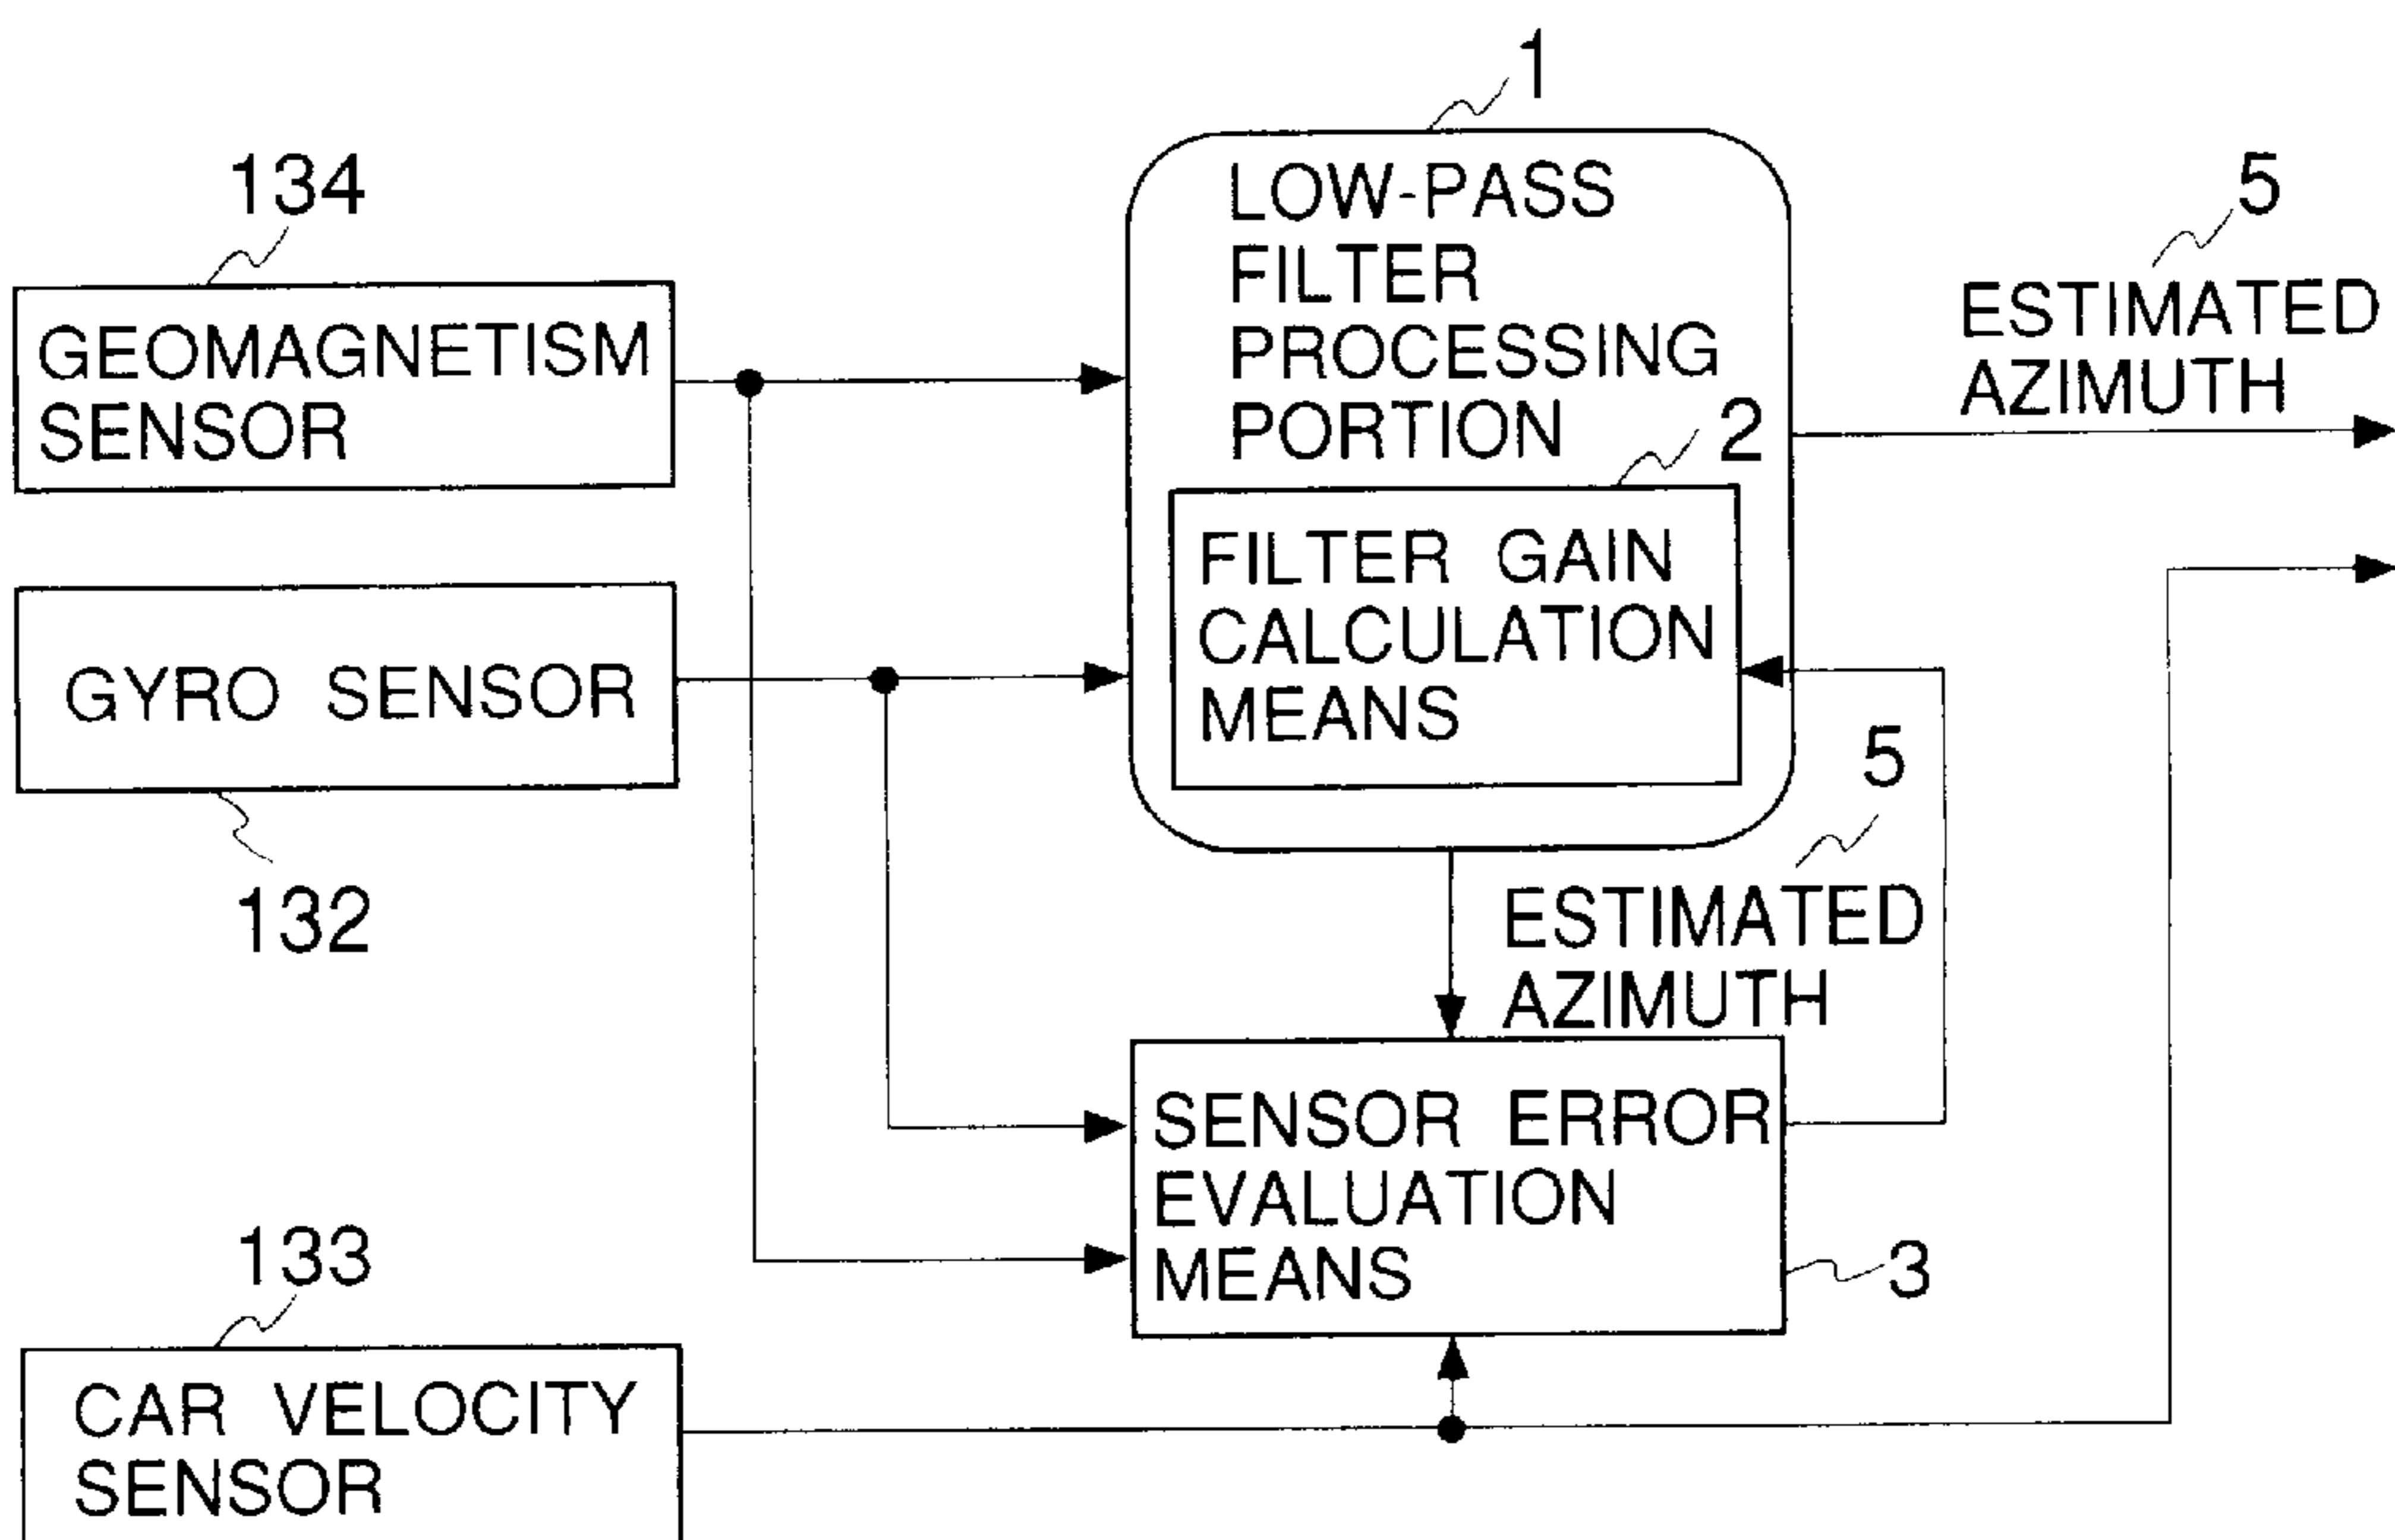 1
134
LOW-PASS
FILTER
PROCESSING
PORTION
5
ESTIMATED
AZIMUTH
GEOMAGNETISM
SENSOR
2
FILTER GAIN
CALCULATION
MEANS
GYRO SENSOR
132
5
ESTIMATED
AZIMUTH
SENSOR ERROR
EVALUATION
MEANS
3
133
CAR VELOCITY
SENSOR